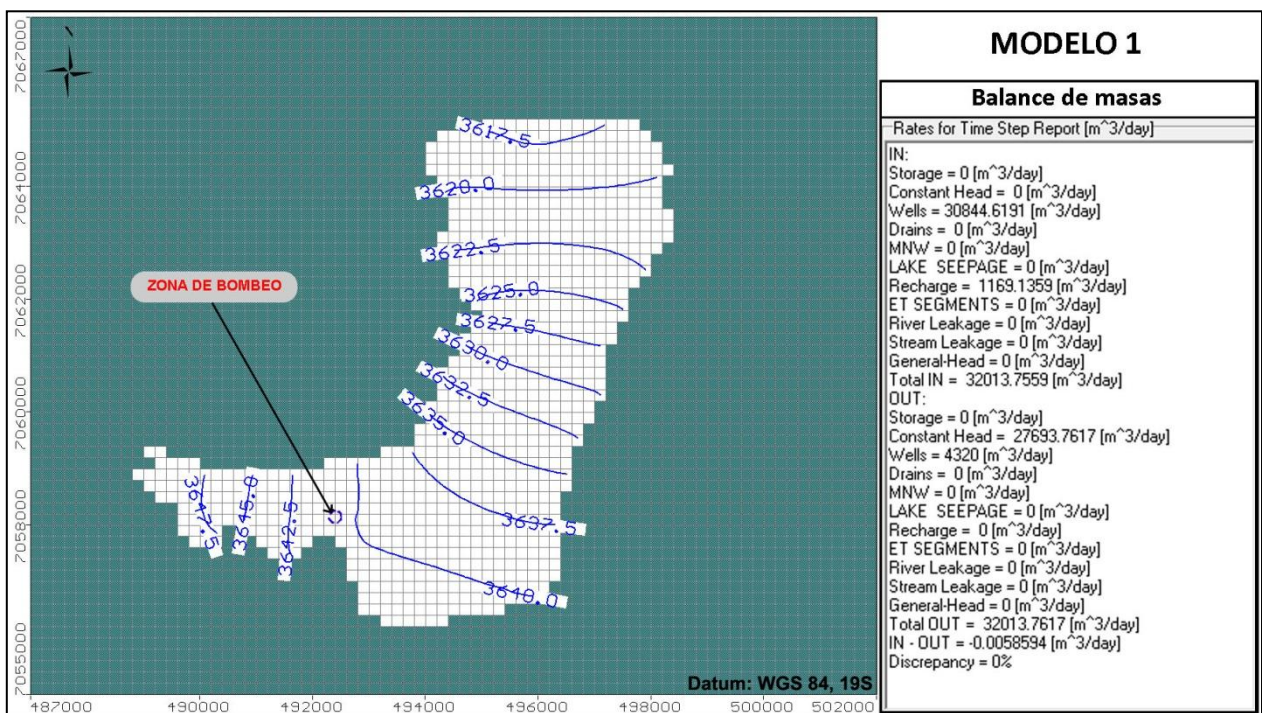 7067000
7064000
7062000
7060000
7058000
7055000
3617.5
3620.0
3622.5
3625.0
3627.5
3630.0
3632.5
3635.0
3637.5
3640.0
3647.5
3645.0
3642.5
ZONA DE BOMBEO
Datum: WGS 84, 19S
487000
490000
492000
494000
496000
498000
500000
502000
MODELO 1
Balance de masas
Rates for Time Step Report [m^3/day]
IN:
Storage = 0 [m^3/day]
Constant Head = 0 [m^3/day]
Wells = 30844.6191 [m^3/day]
Drains = 0 [m^3/day]
MNW = 0 [m^3/day]
LAKE SEEPAGE = 0 [m^3/day]
Recharge = 1169.1359 [m^3/day]
ET SEGMENTS = 0 [m^3/day]
River Leakage = 0 [m^3/day]
Stream Leakage = 0 [m^3/day]
General-Head = 0 [m^3/day]
Total IN = 32013.7559 [m^3/day]
OUT:
Storage = 0 [m^3/day]
Constant Head = 27693.7617 [m^3/day]
Wells = 4320 [m^3/day]
Drains = 0 [m^3/day]
MNW = 0 [m^3/day]
LAKE SEEPAGE = 0 [m^3/day]
Recharge = 0 [m^3/day]
ET SEGMENTS = 0 [m^3/day]
River Leakage = 0 [m^3/day]
Stream Leakage = 0 [m^3/day]
General-Head = 0 [m^3/day]
Total OUT = 32013.7617 [m^3/day]
IN - OUT = -0.0058594 [m^3/day]
Discrepancy = 0%